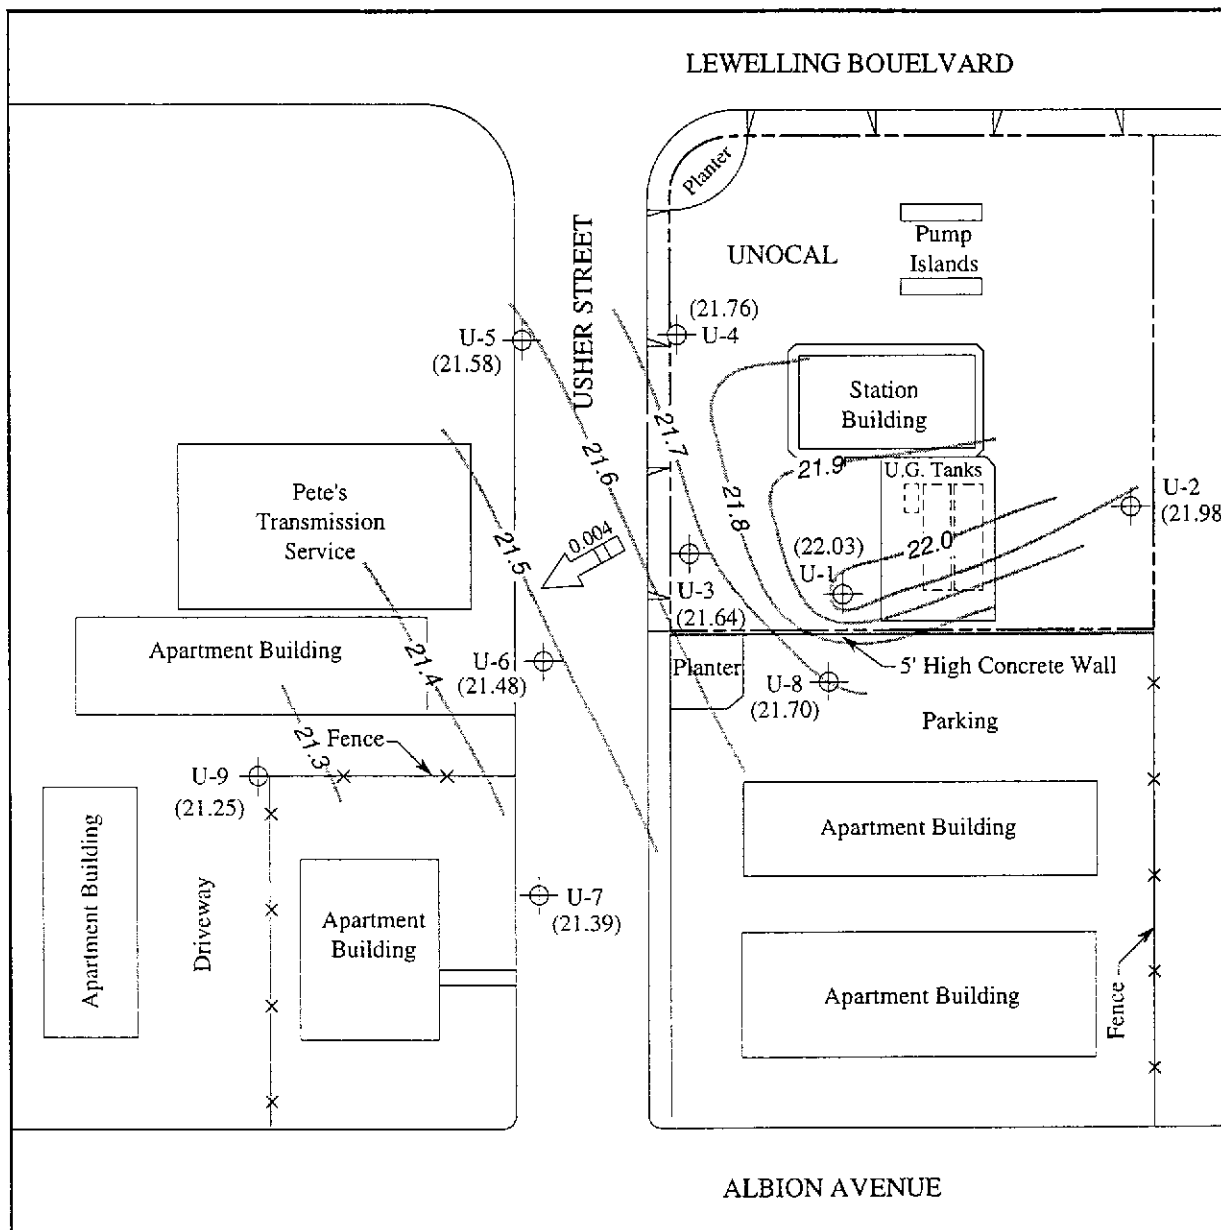 LEWELLING BOUELVARD
Planter
USHER STREET
UNOCAL
Pump
Islands
(21.76)
U-4
U-5
(21.58)
Station
Building
21.7
21.6
21.9
U.G. Tanks
U-2
(21.98)
Pete's
Transmission
Service
21.8
0.004
(22.03)
22.0
21.5
U-1
U-3
(21.64)
Apartment Building
U-6
(21.48)
21.4
Planter
5' High Concrete Wall
U-8
(21.70)
Parking
21.3
Fence
U-9
(21.25)
Apartment Building
Apartment Building
Driveway
U-7
(21.39)
Apartment
Building
Apartment Building
Fence
ALBION AVENUE